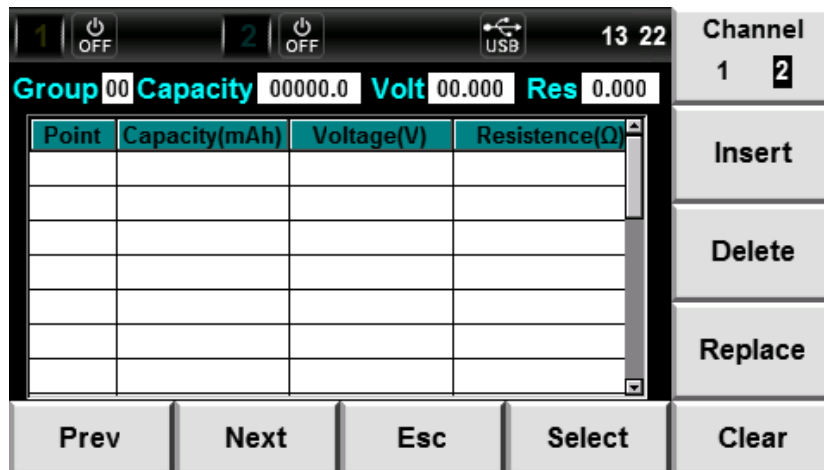 1 OFF 2 OFF USB 13 22
Channel
1 2
Group 00 Capacity 00000.0 Volt 00.000 Res 0.000
Point Capacity(mAh) Voltage(V) Resistence(Ω)
Insert
Delete
Replace
Prev Next Esc Select Clear